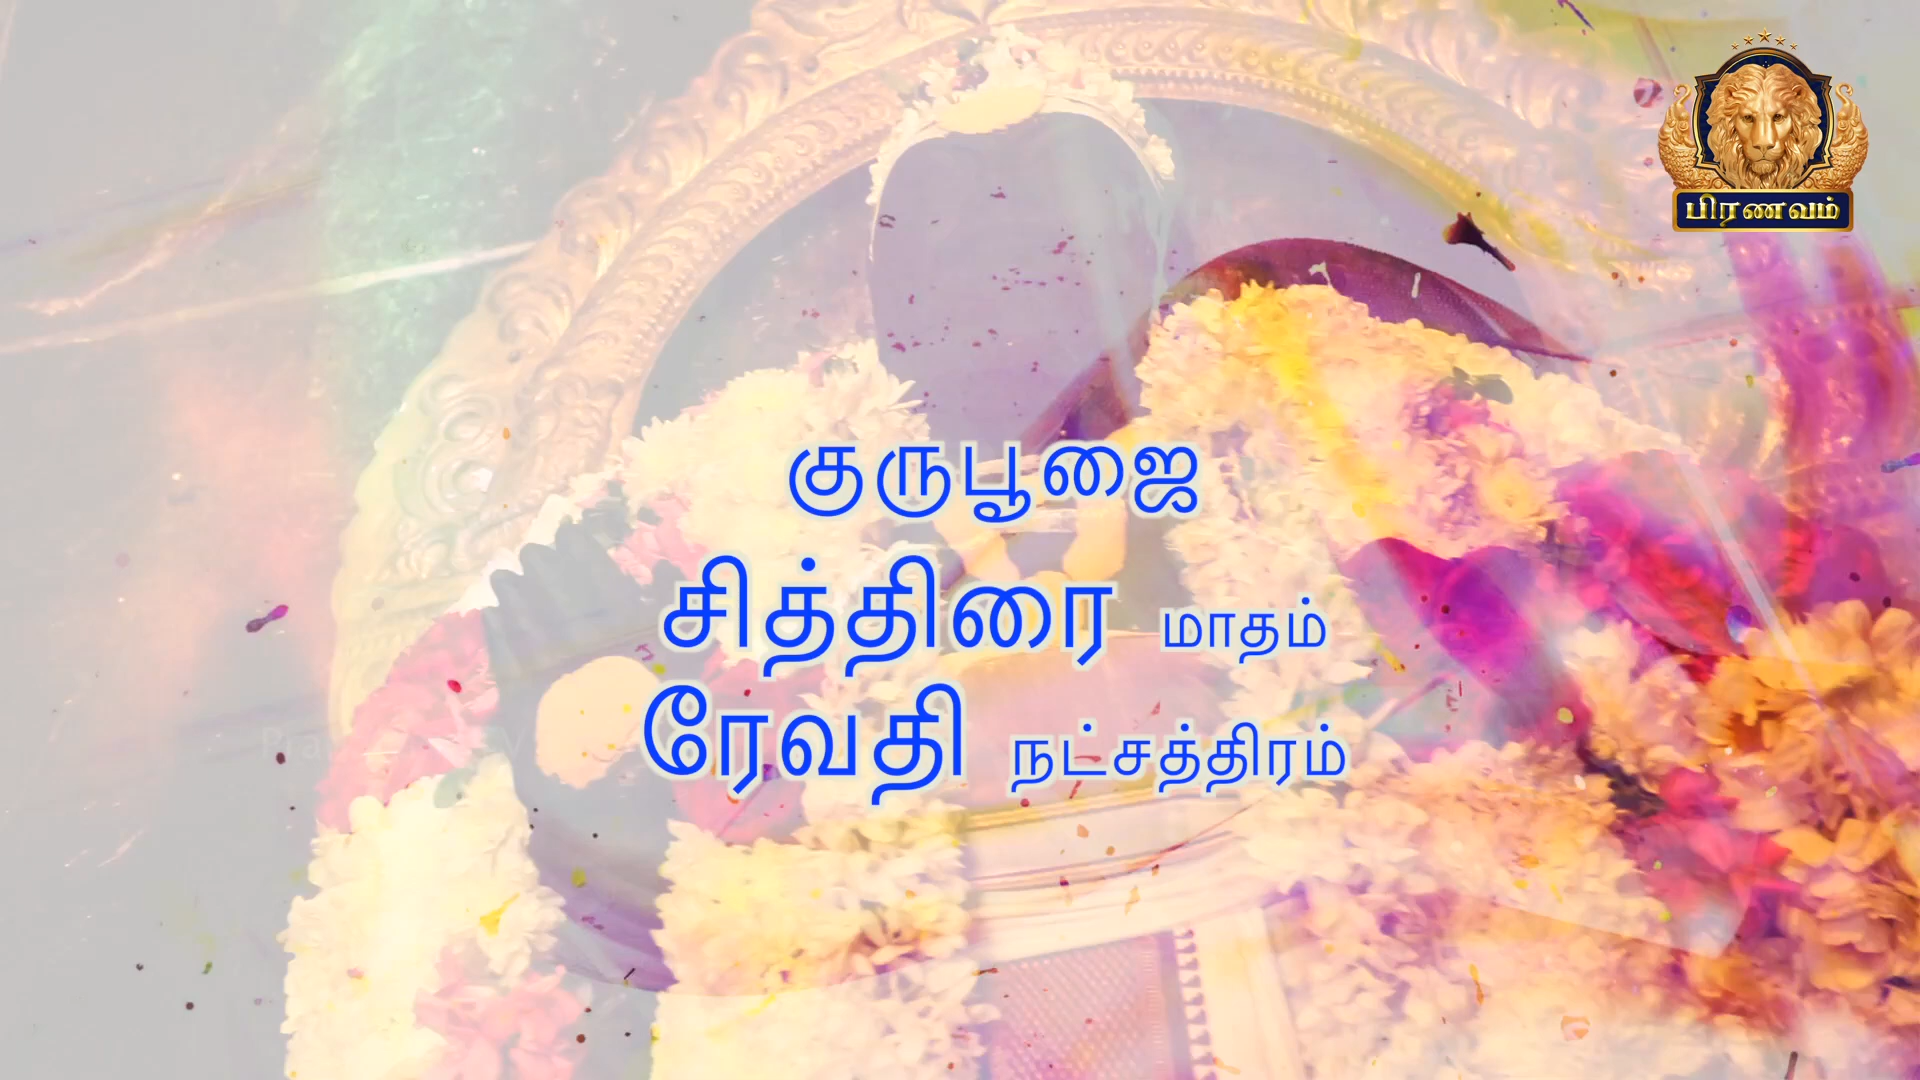 பிரணவம்
குருபூஜை
சித்திரை மாதம்
ரேவதி நட்சத்திரம்